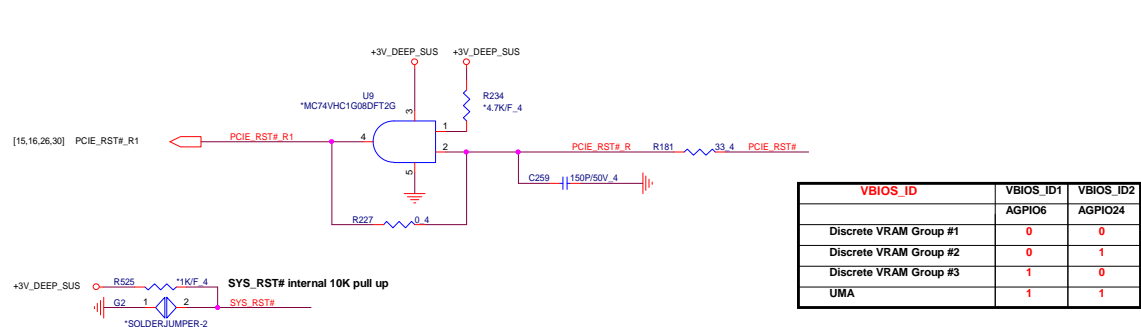 +3V_DEEP_SUS +3V_DEEP_SUS
U9
*MC74VHC1G08DFT2G
R234
*4.7K/F_4
3
1
[15,16,26,30] PCIE_RST#_R1
PCIE_RST#_R1
4
2
PCIE_RST#_R
R181
33_4
PCIE_RST#
5
C259
150P/50V_4
R227
0_4
VBIOS_ID VBIOS_ID1 VBIOS_ID2
AGPIO6 AGPIO24
Discrete VRAM Group #1 0 0
Discrete VRAM Group #2 0 1
Discrete VRAM Group #3 1 0
UMA 1 1
+3V_DEEP_SUS
R525
*1K/F_4
SYS_RST# internal 10K pull up
G2
1
2
SYS_RST#
*SOLDERJUMPER-2